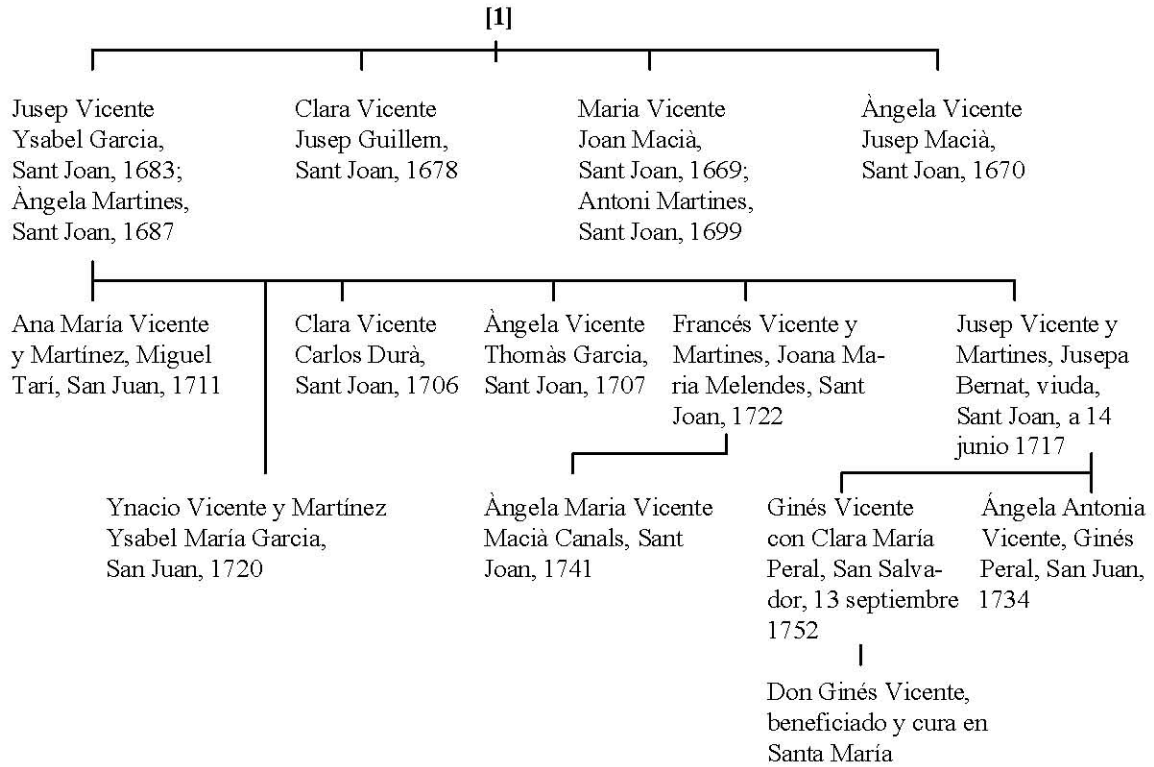 [1]
Jusep Vicente
Ysabel Garcia,
Sant Joan, 1683;
Àngela Martines,
Sant Joan, 1687
Clara Vicente
Jusep Guillem,
Sant Joan, 1678
Maria Vicente
Joan Macià,
Sant Joan, 1669;
Antoni Martines,
Sant Joan, 1699
Àngela Vicente
Jusep Macià,
Sant Joan, 1670
Ana María Vicente
y Martínez, Miguel
Tarí, San Juan, 1711
Clara Vicente
Carlos Durà,
Sant Joan, 1706
Àngela Vicente
Thomàs Garcia,
Sant Joan, 1707
Francés Vicente y
Martines, Joana Ma-
ria Melendes, Sant
Joan, 1722
Jusep Vicente y
Martines, Jusepa
Bernat, viuda,
Sant Joan, a 14
junio 1717
Ynacio Vicente y Martínez
Ysabel María Garcia,
San Juan, 1720
Àngela Maria Vicente
Macià Canals, Sant
Joan, 1741
Ginés Vicente
con Clara María
Peral, San Salva-
dor, 13 septiembre
1752
Ángela Antonia
Vicente, Ginés
Peral, San Juan,
1734
Don Ginés Vicente,
beneficiado y cura en
Santa María